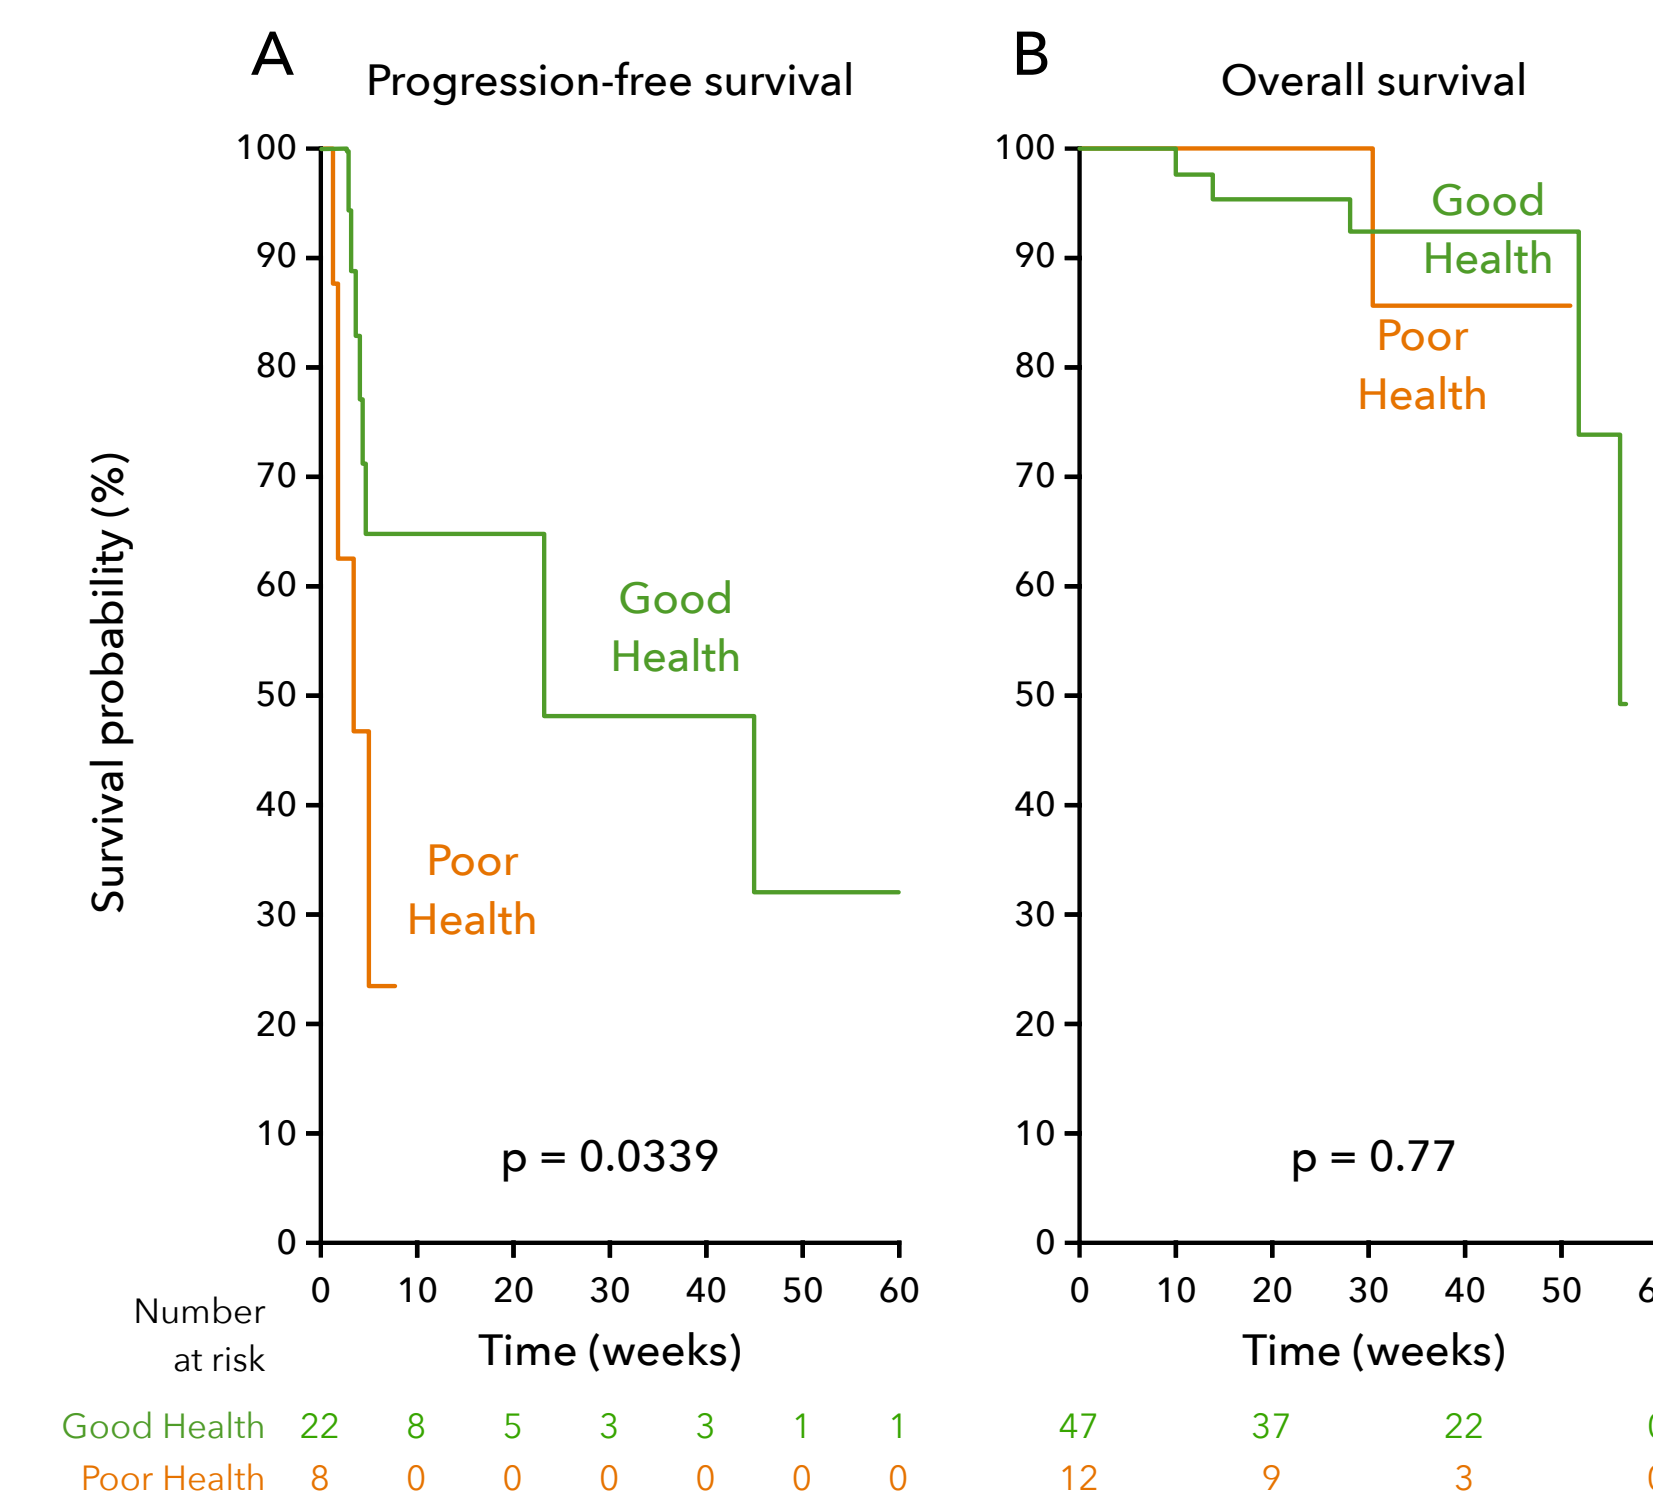 A
Progression-free survival
B
Overall survival
Survival probability (%)
100
90
80
70
60
50
40
30
20
10
0
Good
Health
Poor
Health
p = 0.0339
0 10 20 30 40 50 60
Time (weeks)
100
90
80
70
60
50
40
30
20
10
0
Good
Health
Poor
Health
p = 0.77
0 10 20 30 40 50
Time (weeks)
Number
at risk
Good Health 22 8 5 3 3 1 1 47 37 22
Poor Health 8 0 0 0 0 0 0 12 9 3